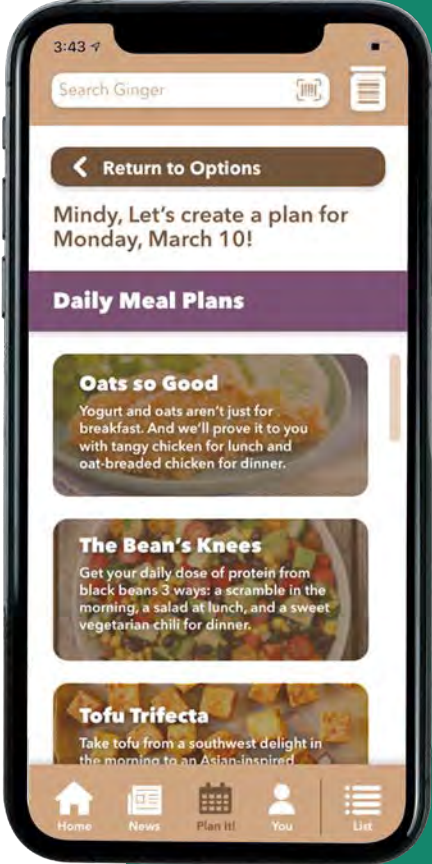 3:43
Search Ginger
Return to Options
Mindy, Let's create a plan for
Monday, March 10!
Daily Meal Plans
Oats so Good
Yogurt and oats aren't just for
breakfast. And we'll prove it to you
with tangy chicken for lunch and
oat-breaded chicken for dinner.
The Bean's Knees
Get your daily dose of protein from
black beans 3 ways: a scramble in the
morning, a salad at lunch, and a sweet
vegetarian chili for dinner.
Tofu Trifecta
Take tofu from a southwest delight in
the morning to an Asian-inspired
Home
News
Plan it!
You
List